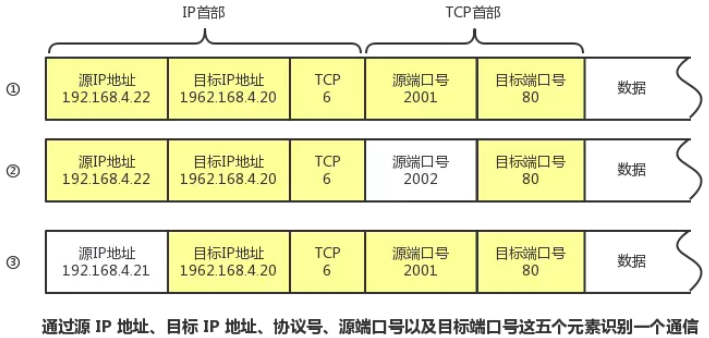 IP首部 TCP首部
① 源IP地址 目标IP地址 TCP 源端口号 目标端口号 数据
192.168.4.22 1962.168.4.20 6 2001 80
② 源IP地址 目标IP地址 TCP 源端口号 目标端口号 数据
192.168.4.22 1962.168.4.20 6 2002 80
③ 源IP地址 目标IP地址 TCP 源端口号 目标端口号 数据
192.168.4.21 1962.168.4.20 6 2001 80
通过源 IP 地址、目标 IP 地址、协议号、源端口号以及目标端口号这五个元素识别一个通信